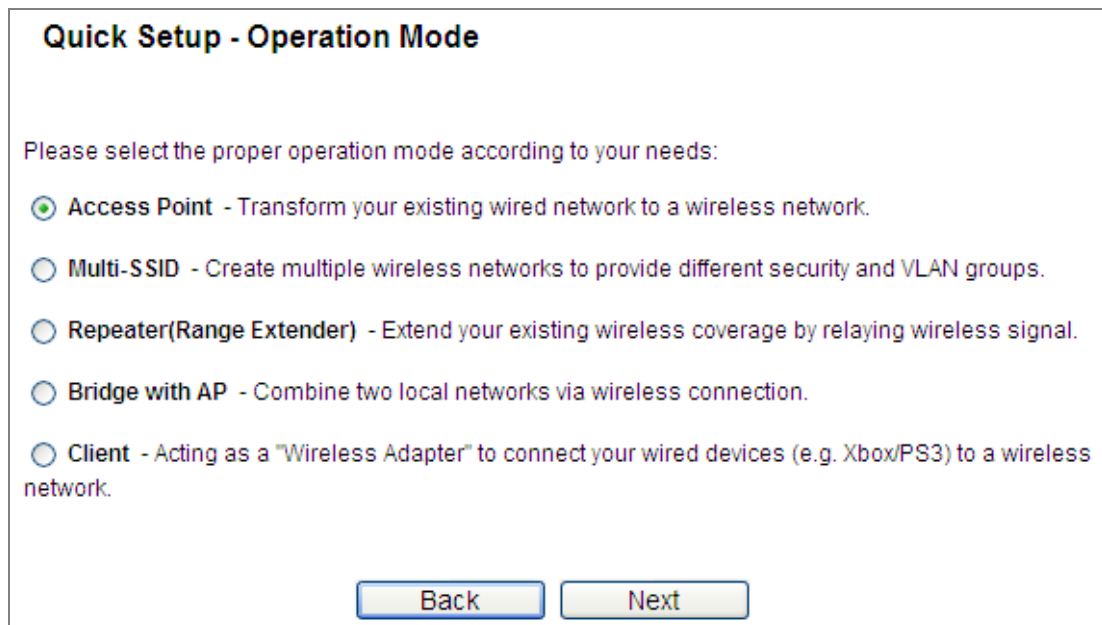 Quick Setup - Operation Mode
Please select the proper operation mode according to your needs:
Access Point - Transform your existing wired network to a wireless network.
Multi-SSID - Create multiple wireless networks to provide different security and VLAN groups.
Repeater(Range Extender) - Extend your existing wireless coverage by relaying wireless signal.
Bridge with AP - Combine two local networks via wireless connection.
Client - Acting as a "Wireless Adapter" to connect your wired devices (e.g. Xbox/PS3) to a wireless
network.
Back Next